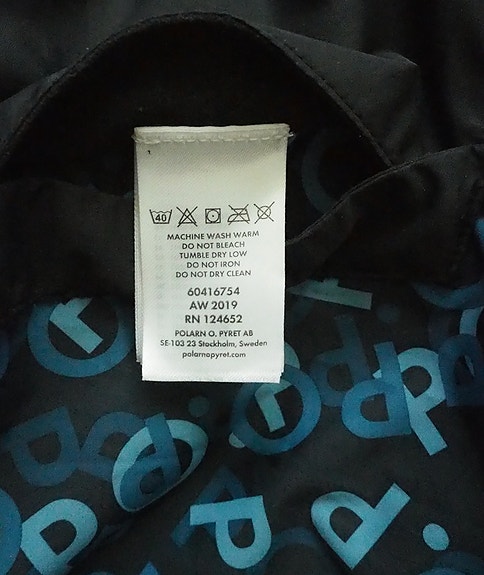 40
MACHINE WASH WARM
DO NOT BLEACH
TUMBLE DRY LOW
DO NOT IRON
DO NOT DRY CLEAN
60416754
AW 2019
RN 124652
POLARN O. PYRET AB
SE-103 23 Stockholm, Sweden
polarnopyret.com